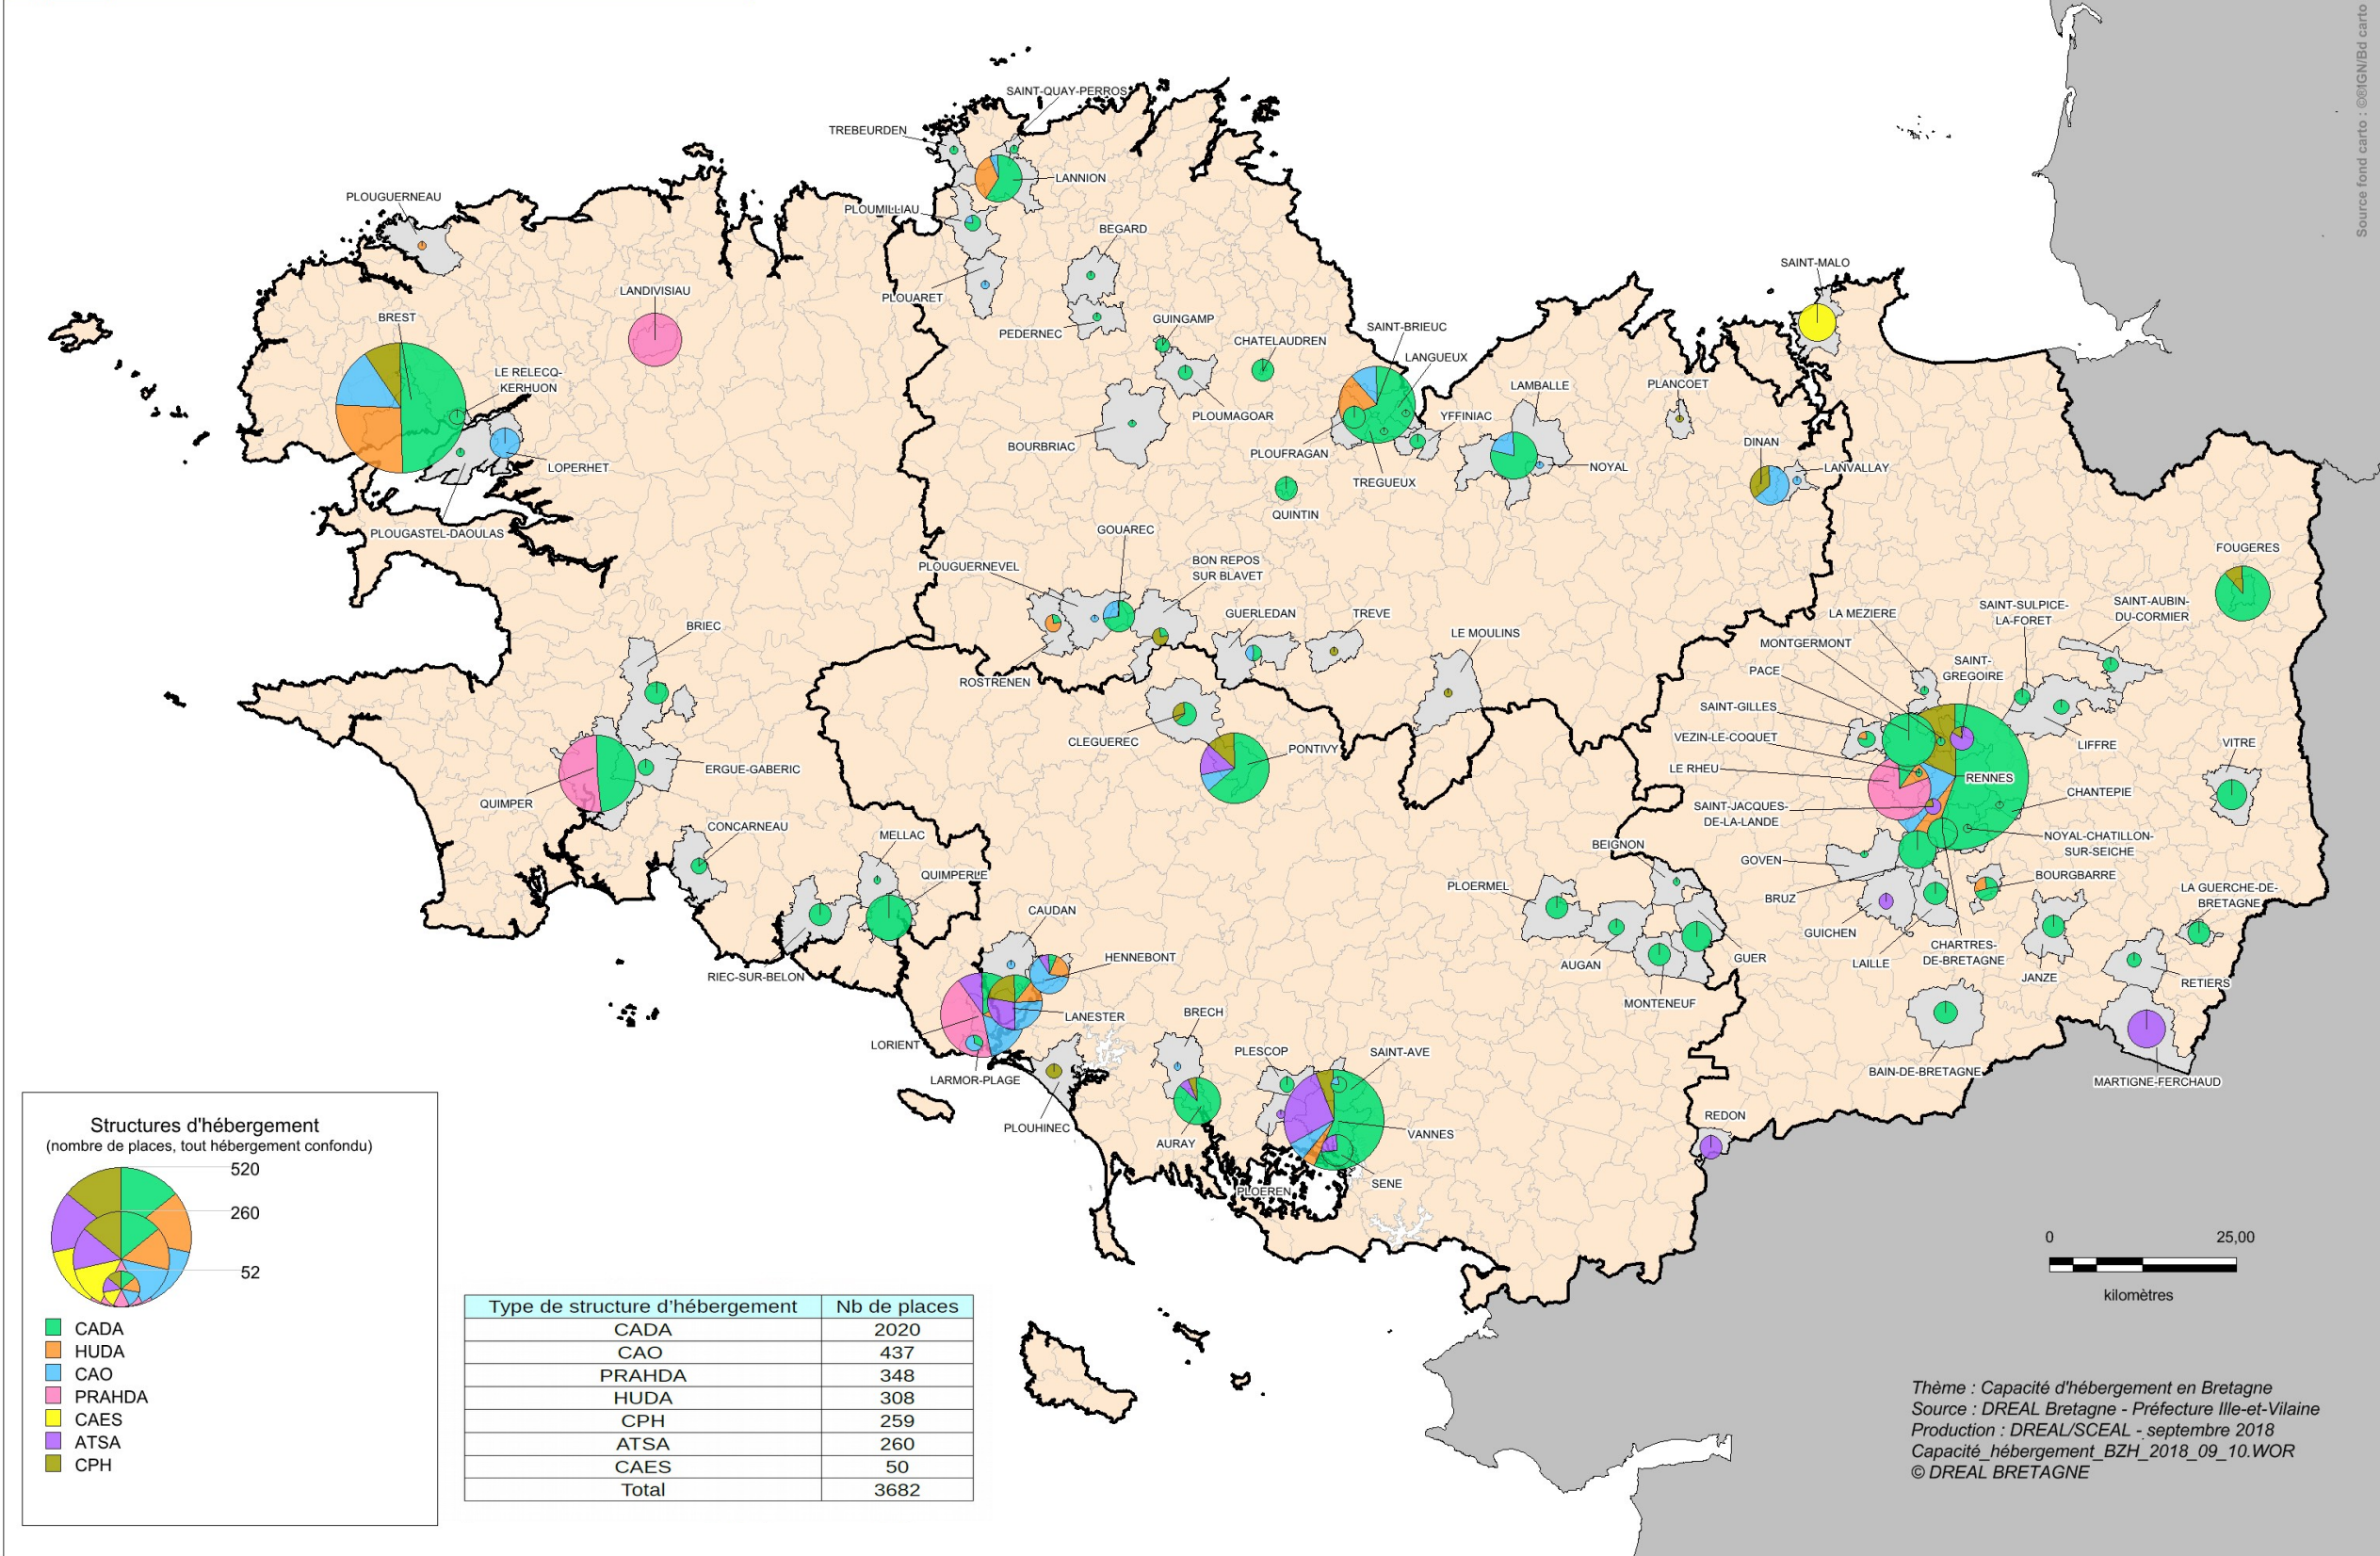 Source fond carto : ©®IGN/Bd carto
SAINT-QUAY-PERROS
TREBEURDEN
LANNION
PLOUGUERNEAU
PLOUMILLIAU
BEGARD
SAINT-MALO
PLOUARET
LANDIVISIAU
BREST
PEDERNEC
GUINGAMP
CHATELAUDREN
SAINT-BRIEUC
LANGUEUX
LE RELECQ-
KERHUON
LAMBALLE
PLANCOET
PLOUMAGOAR
YFFINIAC
BOURBRIAC
PLOUFRAGAN
DINAN
LOPERHET
NOYAL
LANVALLAY
TREGUEUX
QUINTIN
PLOUGASTEL-DAOULAS
GOUAREC
FOUGERES
PLOUGUERNEVEL
BON REPOS
SUR BLAVET
GUERLEDAN
TREVE
LE MOULINS
LA MEZIERE
SAINT-SULPICE-
LA-FORET
SAINT-AUBIN-
DU-CORMIER
BRIEC
MONTGERMONT
SAINT-
GREGOIRE
PACE
ROSTRENEN
SAINT-GILLES
CLEGUEREC
PONTIVY
VEZIN-LE-COQUET
LIFFRE
VITRE
ERGUE-GABERIC
LE RHEU
RENNES
QUIMPER
SAINT-JACQUES-
DE-LA-LANDE
CHANTEPIE
CONCARNEAU
MELLAC
NOYAL-CHATILLON-
SUR-SEICHE
BEIGNON
GOVEN
QUIMPERLE
PLOERMEL
BOURGBARRE
LA GUERCHE-DE-
BRETAGNE
BRUZ
CAUDAN
GUICHEN
RIEC-SUR-BELON
HENNEBONT
AUGAN
GUER
LAILLE
CHARTRES-
DE-BRETAGNE
JANZE
RETIERS
MONTENEUF
LANESTER
BRECH
LORIENT
PLESCOP
SAINT-AVE
BAIN-DE-BRETAGNE
LARMOR-PLAGE
MARTIGNE-FERCHAUD
PLOUHINEC
AURAY
VANNES
REDON
SENE
PLOEREN
Structures d'hébergement
(nombre de places, tout hébergement confondu)
520
260
52
CADA
HUDA
CAO
PRAHDA
CAES
ATSA
CPH
Type de structure d'hébergement Nb de places
CADA 2020
CAO 437
PRAHDA 348
HUDA 308
CPH 259
ATSA 260
CAES 50
Total 3682
0 25,00
kilomètres
Thème : Capacité d'hébergement en Bretagne
Source : DREAL Bretagne - Préfecture Ille-et-Vilaine
Production : DREAL/SCEAL - septembre 2018
Capacité_hébergement_BZH_2018_09_10.WOR
© DREAL BRETAGNE